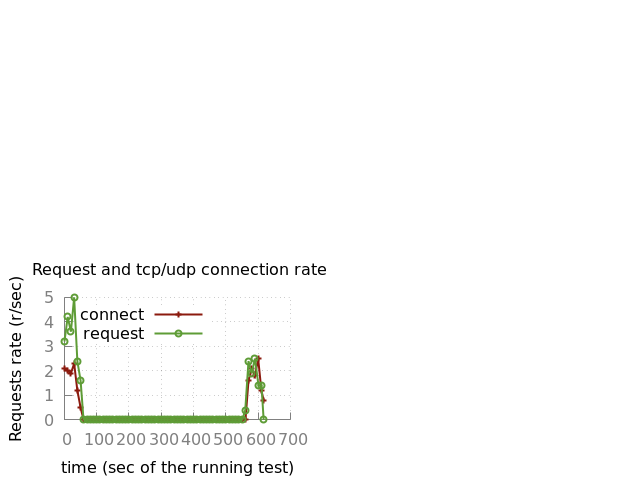 Request and tcp/udp connection rate
Requests rate (r/sec)
5
4
3
2
1
0
connect
request
0 100 200 300 400 500 600 700
time (sec of the running test)